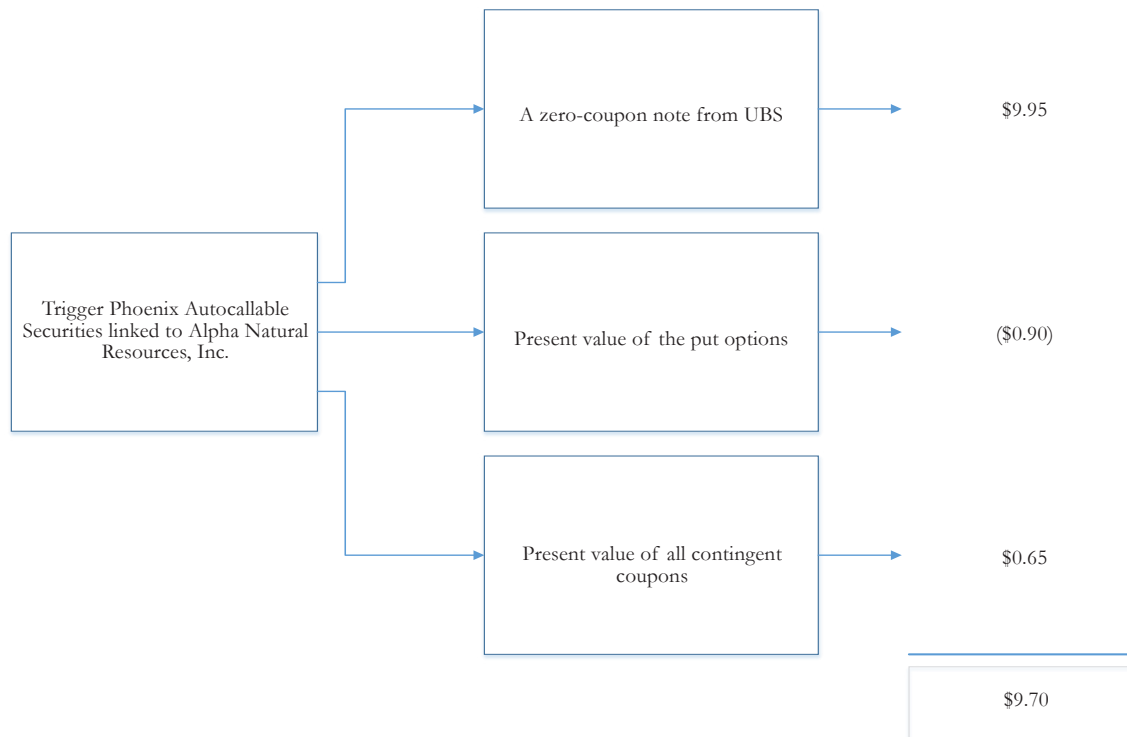 A zero-coupon note from UBS
$9.95
Trigger Phoenix Autocallable
Securities linked to Alpha Natural
Resources, Inc.
Present value of the put options
($0.90)
Present value of all contingent
coupons
$0.65
$9.70